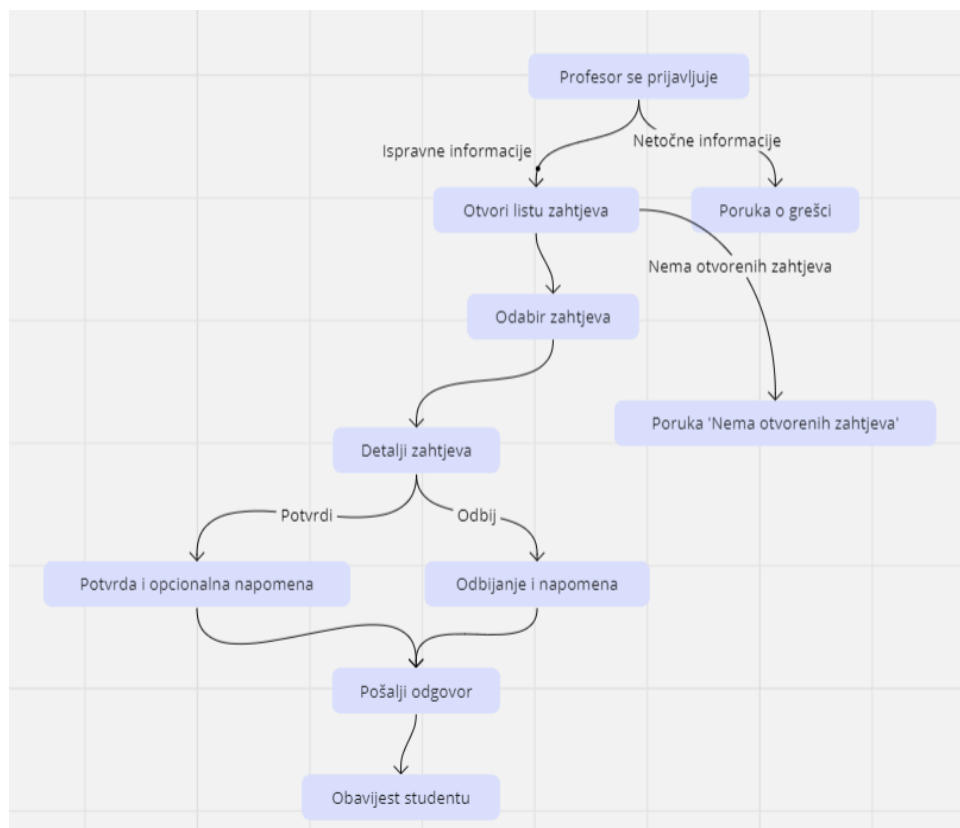 Profesor se prijavljuje
Ispravne informacije
Netočne informacije
Otvori listu zahtjeva
Poruka o grešci
Nema otvorenih zahtjeva
Odabir zahtjeva
Poruka 'Nema otvorenih zahtjeva'
Detalji zahtjeva
Potvrdi
Odbij
Potvrda i opcionalna napomena
Odbijanje i napomena
Pošalji odgovor
Obavijest studentu